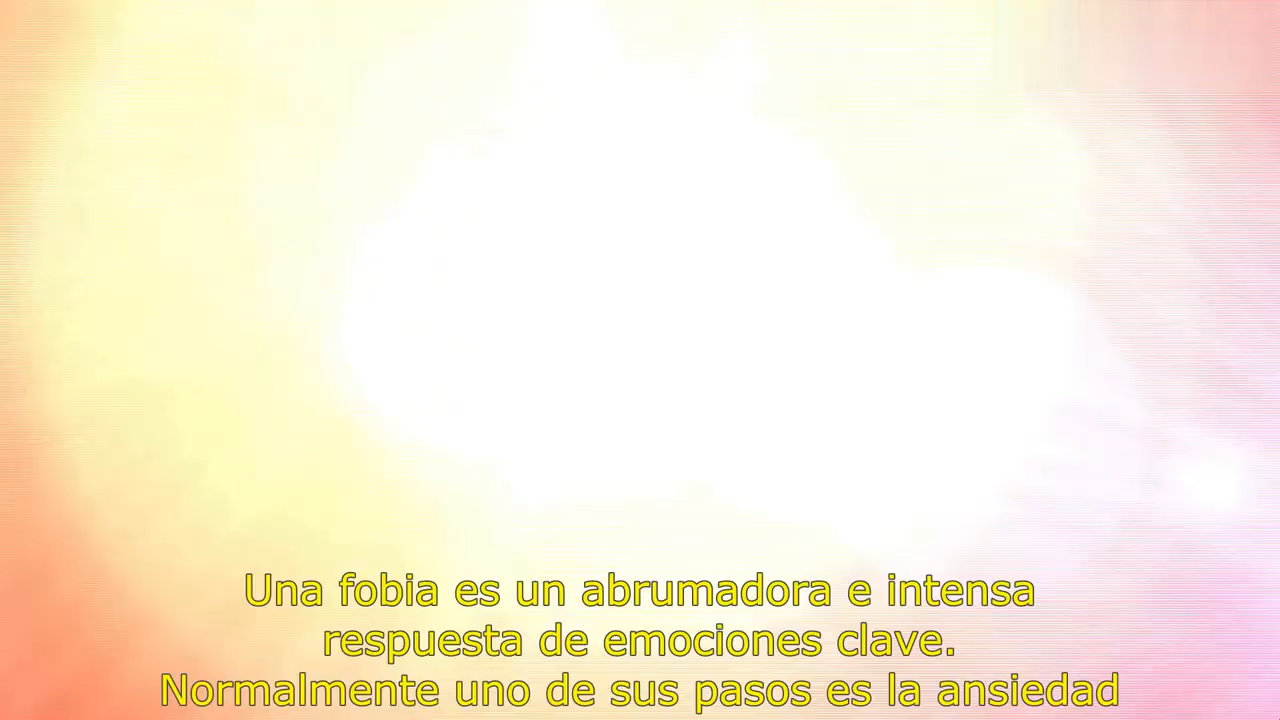 Una fobia es un abrumadora e intensa
respuesta de emociones clave.
Normalmente uno de sus pasos es la ansiedad